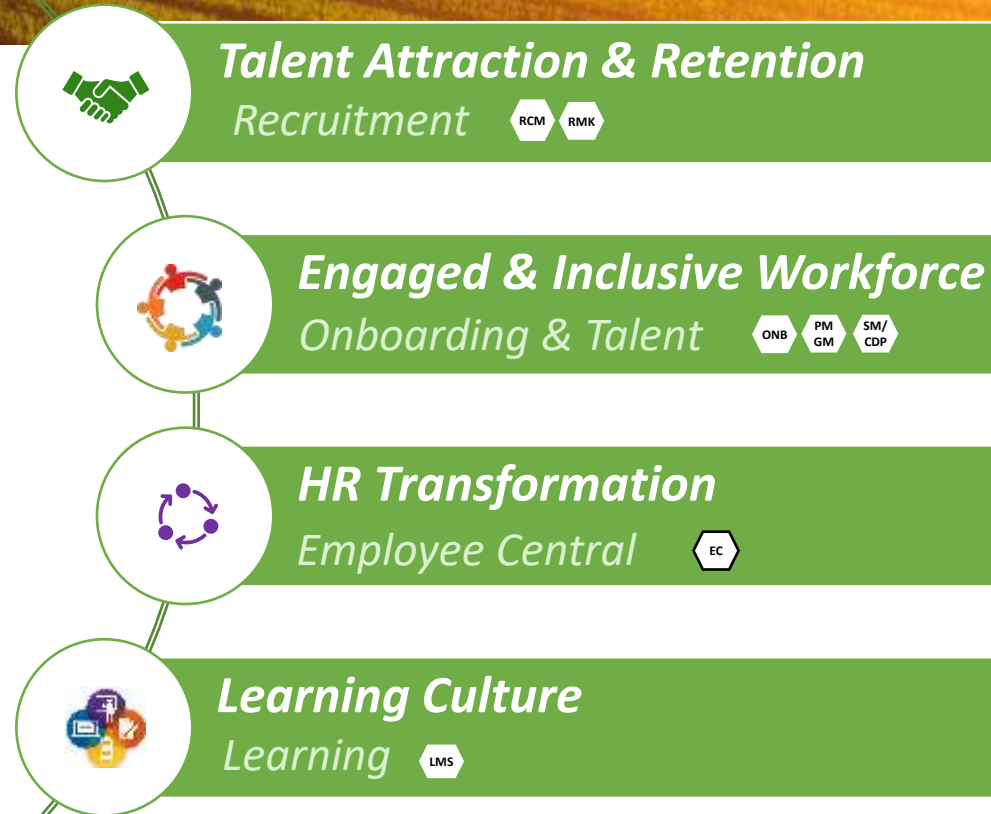 Talent Attraction & Retention
Recruitment RCM RMK
Engaged & Inclusive Workforce
Onboarding & Talent ONB PM GM SM/ CDP
HR Transformation
Employee Central EC
Learning Culture
Learning LMS